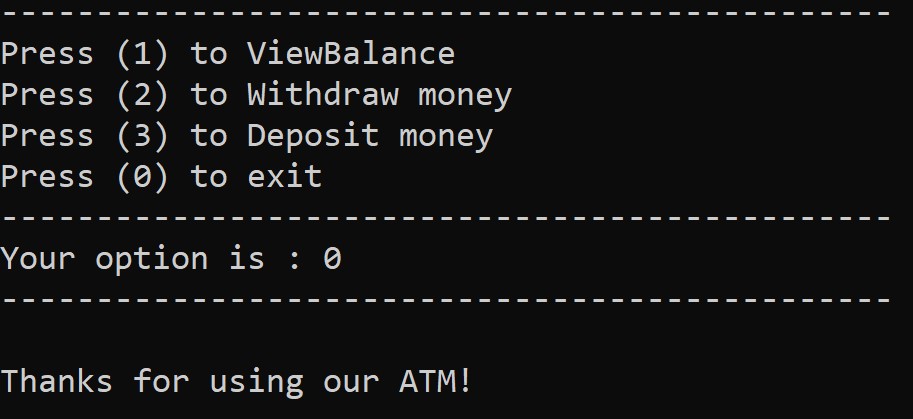 -----------------------------------------------
Press (1) to ViewBalance
Press (2) to Withdraw money
Press (3) to Deposit money
Press (0) to exit
-----------------------------------------------
Your option is : 0
-----------------------------------------------
Thanks for using our ATM!